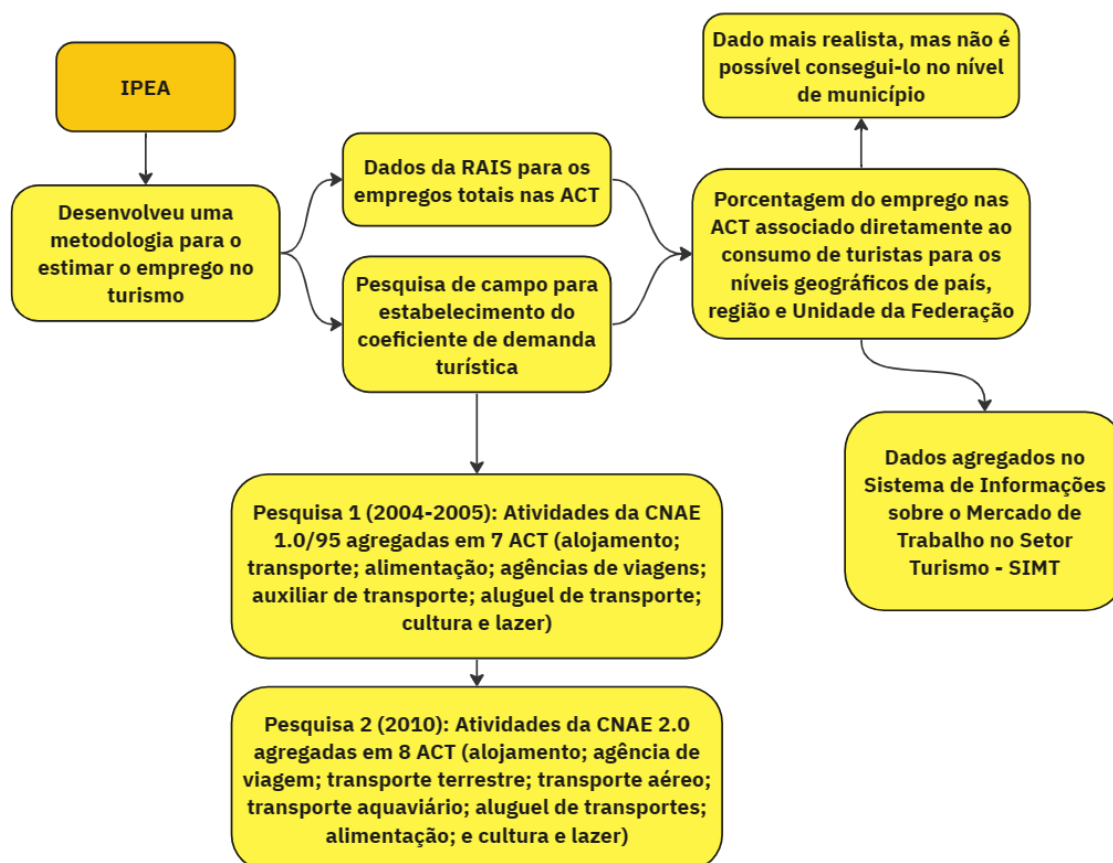 IPEA
Desenvolveu uma
metodologia para o
estimar o emprego no
turismo
Dados da RAIS para os
empregos totais nas ACT
Pesquisa de campo para
estabelecimento do
coeficiente de demanda
turística
Dado mais realista, mas não é
possível consegui-lo no nível
de município
Porcentagem do emprego nas
ACT associado diretamente ao
consumo de turistas para os
níveis geográficos de país,
região e Unidade da Federação
Dados agregados no
Sistema de Informações
sobre o Mercado de
Trabalho no Setor
Turismo - SIMT
Pesquisa 1 (2004-2005): Atividades da CNAE
1.0/95 agregadas em 7 ACT (alojamento;
transporte; alimentação; agências de viagens;
auxiliar de transporte; aluguel de transporte;
cultura e lazer)
Pesquisa 2 (2010): Atividades da CNAE 2.0
agregadas em 8 ACT (alojamento; agência de
viagem; transporte terrestre; transporte aéreo;
transporte aquaviário; aluguel de transportes;
alimentação; e cultura e lazer)